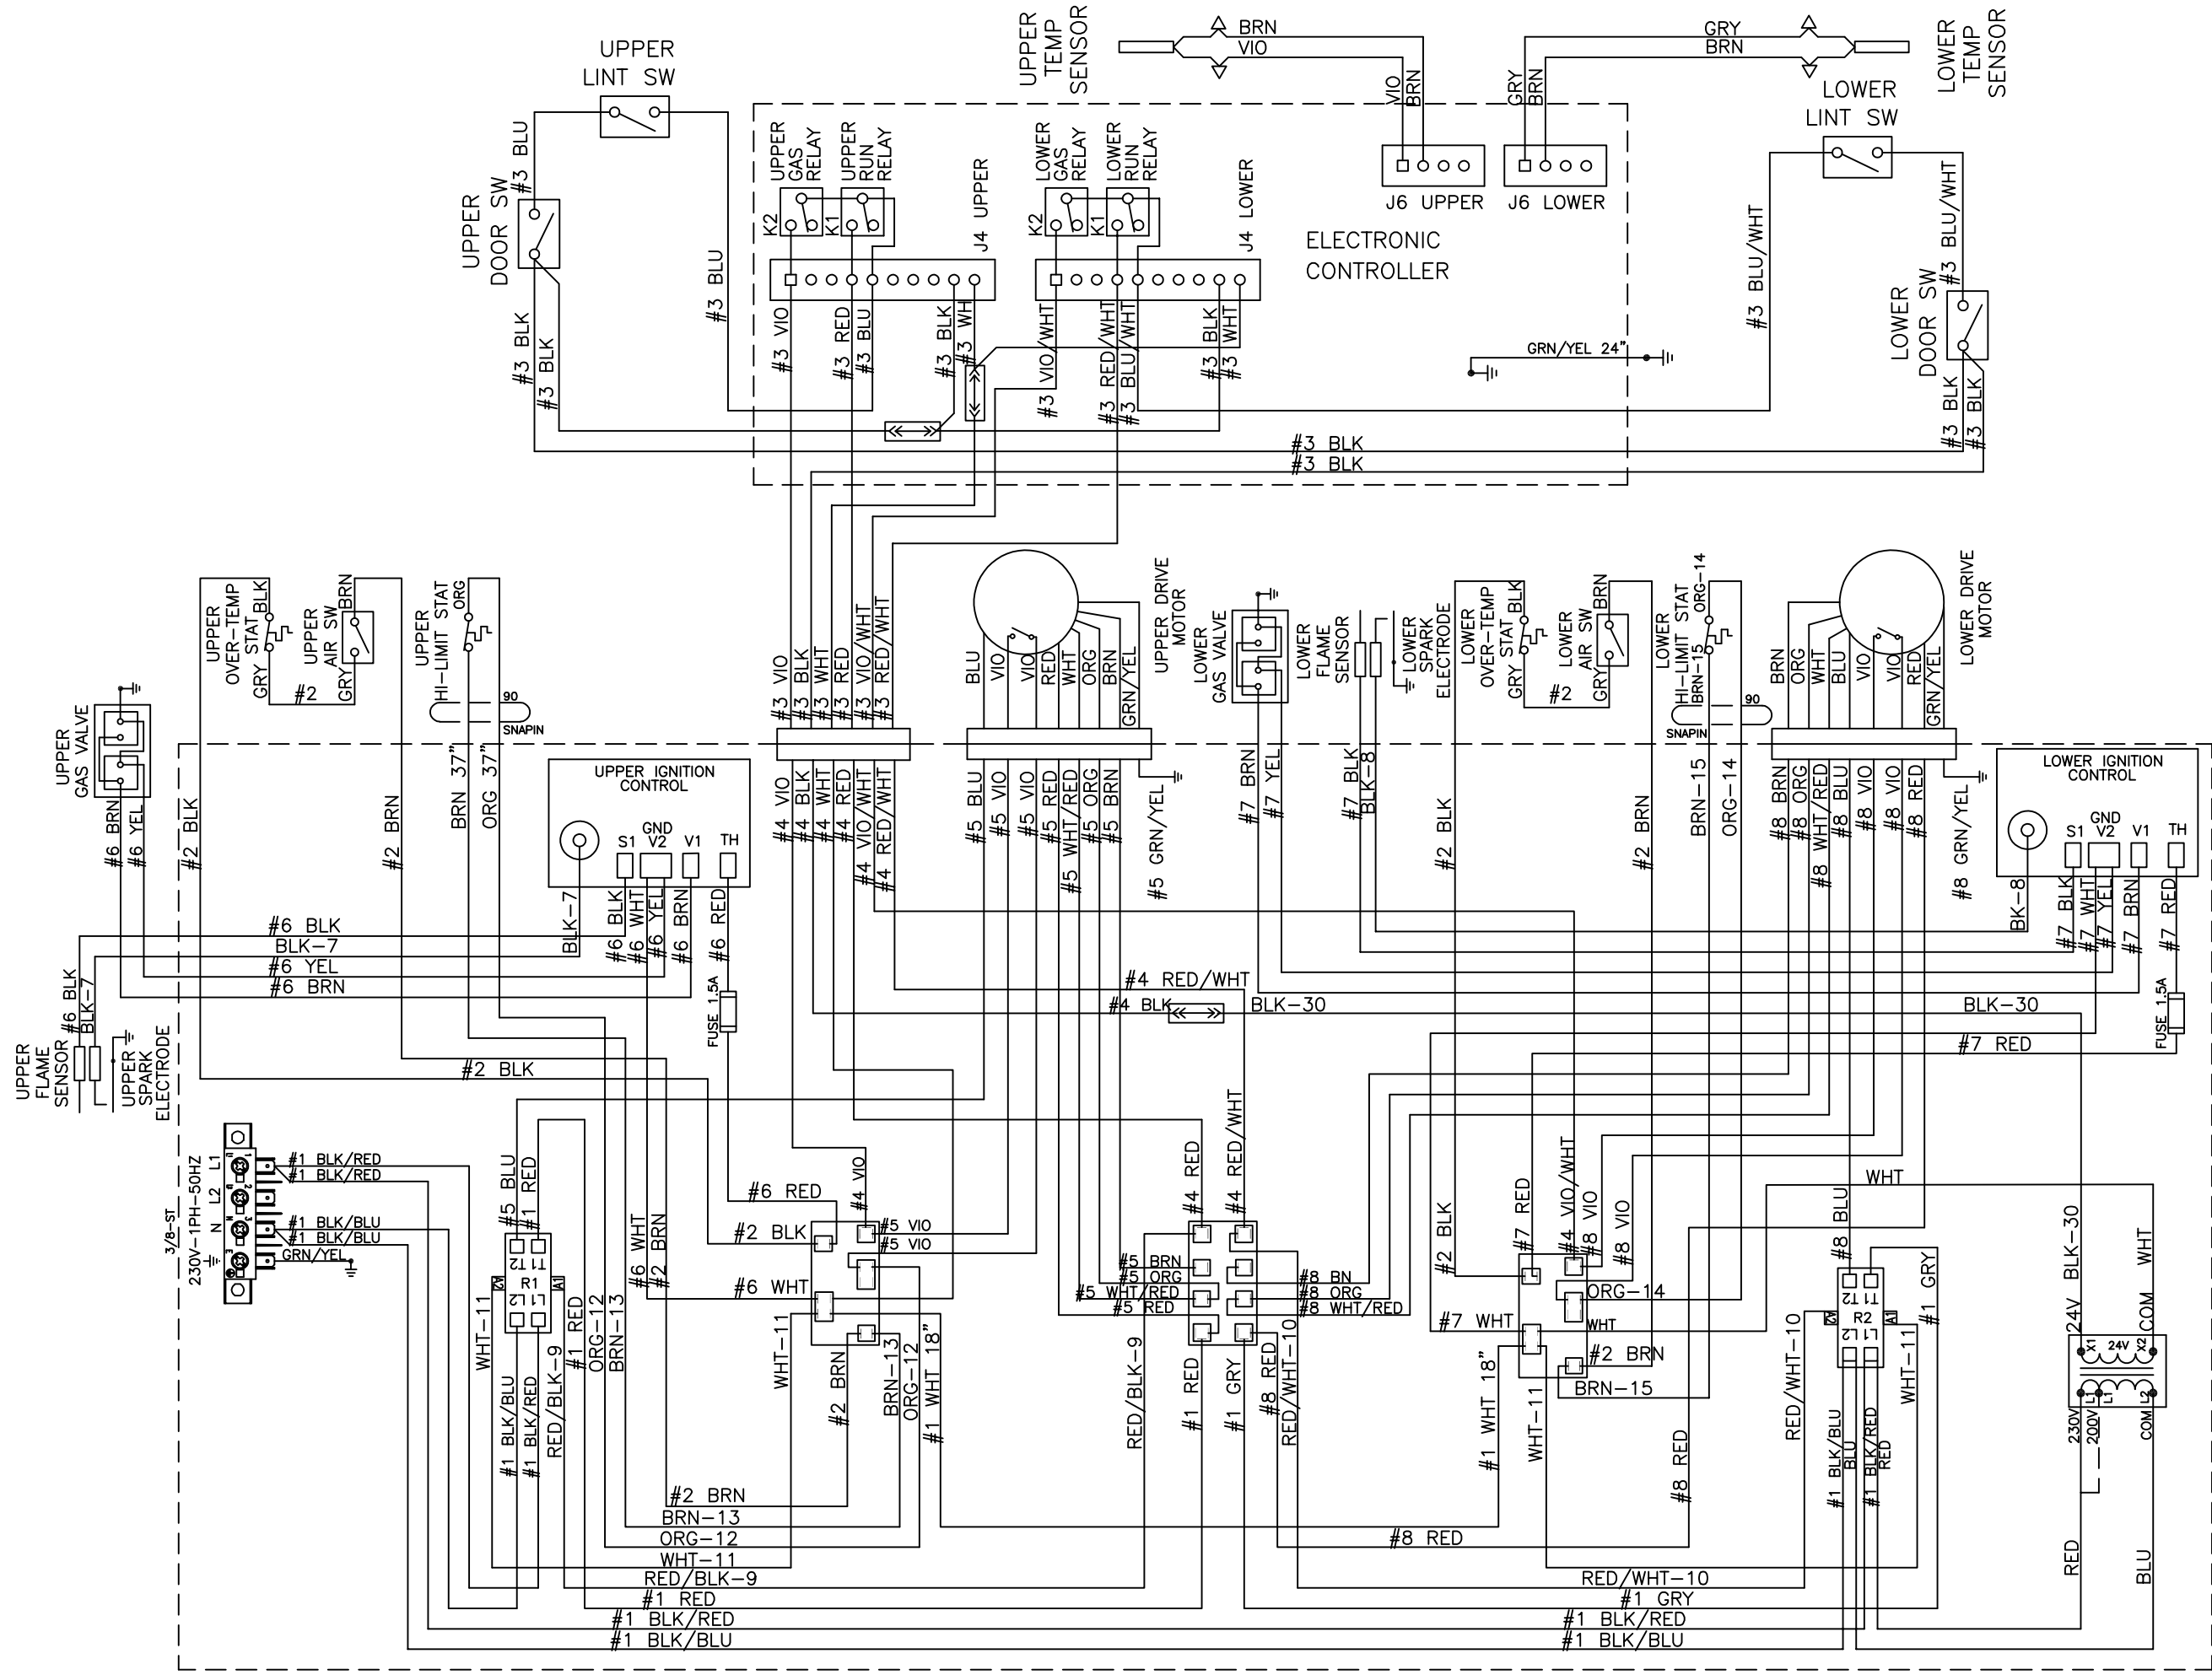 UPPER
TEMP
SENSOR
BRN
VIO
GRY
BRN
LOWER
TEMP
SENSOR
UPPER
LINT SW
VIO
BRN
GRY
BRN
LOWER
LINT SW
#3 BLU
UPPER
DOOR SW
#3 BLU
UPPER
GAS
RELAY
UPPER
RUN
RELAY
K2
K1
J4 UPPER
LOWER
GAS
RELAY
LOWER
RUN
RELAY
K2
K1
J4 LOWER
J6 UPPER
J6 LOWER
ELECTRONIC
CONTROLLER
#3 BLU/WHT
#3 BLU/WHT
LOWER
DOOR SW
#3 BLK
#3 BLK
#3 VIO
#3 RED
#3 BLU
#3 BLK
#3 WH
#3 VIO/WHT
#3 RED/WHT
#3 BLU/WHT
#3 BLK
#3 WHT
GRN/YEL 24"
#3 BLK
#3 BLK
#3 BLK
#3 BLK
UPPER
OVER-TEMP
STAT
BLK
GRY
#2
UPPER
AIR SW
BRN
GRY
UPPER
HI-LIMIT STAT
ORG
90
SNAPIN
#3 VIO
#3 BLK
#3 WHT
#3 RED
#3 VIO/WHT
#3 RED/WHT
BLU
VIO
VIO
RED
WHT
ORG
BRN
GRN/YEL
UPPER DRIVE
MOTOR
LOWER
GAS VALVE
LOWER
FLAME
SENSOR
LOWER
SPARK
ELECTRODE
LOWER
OVER-TEMP
STAT
BLK
GRY
#2
LOWER
AIR SW
BRN
GRY
LOWER
HI-LIMIT STAT
BRN-15
ORG-14
90
SNAPIN
BRN
ORG
WHT
BLU
VIO
VIO
RED
GRN/YEL
LOWER DRIVE
MOTOR
UPPER
GAS VALVE
#6 BRN
#6 YEL
#2 BLK
#2 BRN
BRN 37"
ORG 37"
UPPER IGNITION
CONTROL
S1
GND
V2
V1
TH
#4 VIO
#4 BLK
#4 WHT
#4 RED
#4 VIO/WHT
#4 RED/WHT
#5 BLU
#5 VIO
#5 VIO
#5 RED
#5 WHT/RED
#5 ORG
#5 BRN
#5 GRN/YEL
#7 BRN
#7 YEL
#7 BLK
BLK-8
#2 BLK
#2 BRN
BRN-15
ORG-14
#8 BRN
#8 ORG
#8 WHT/RED
#8 BLU
#8 VIO
#8 VIO
#8 RED
#8 GRN/YEL
LOWER IGNITION
CONTROL
S1
GND
V2
V1
TH
BLK-7
#6 BLK
#6 WHT
#6 YEL
#6 BRN
#6 RED
BK-8
#7 BLK
#7 WHT
#7 YEL
#7 BRN
#7 RED
#6 BLK
BLK-7
#6 YEL
#6 BRN
#6 BLK
BLK-7
FUSE 1.5A
#4 RED/WHT
#4 BLK
BLK-30
BLK-30
FUSE 1.5A
#7 RED
UPPER
FLAME
SENSOR
UPPER
SPARK
ELECTRODE
#2 BLK
3/8-ST
230V-1PH-50HZ
L1
L2
N
#1 BLK/RED
#1 BLK/RED
#1 BLK/BLU
#1 BLK/BLU
GRN/YEL
#5 BLU
#1 RED
T2 T1
A2
R1
A1
L2 L1
#6 RED
#2 BLK
#6 WHT
#6 WHT
#2 BRN
#4 VIO
#5 VIO
#5 VIO
#4 RED
#4 RED/WHT
#5 BRN
#5 ORG
#5 WHT/RED
#5 RED
#8 BN
#8 ORG
#8 WHT/RED
#2 BLK
#7 RED
#4 VIO/WHT
#8 VIO
#8 VIO
ORG-14
#7 WHT
WHT
#2 BRN
BRN-15
WHT
#8 BLU
#1 GRY
T2 T1
A2
R2
A1
L2 L1
24V BLK-30
COM WHT
X1
24V
X2
L1
L1
L2
230V
200V
COM
WHT-11
#1 BLK/BLU
#1 BLK/RED
RED/BLK-9
#1 RED
ORG-12
BRN-13
WHT-11
#2 BRN
BRN-13
ORG-12
#1 WHT 18"
RED/BLK-9
#1 RED
#1 GRY
#8 RED
RED/WHT-10
#1 WHT 18"
WHT-11
#8 RED
RED/WHT-10
#1 BLK/BLU
BLU
#1 BLK/RED
RED
WHT-11
RED
BLU
#2 BRN
BRN-13
ORG-12
WHT-11
RED/BLK-9
#1 RED
#1 BLK/RED
#1 BLK/BLU
#8 RED
RED/WHT-10
#1 GRY
#1 BLK/RED
#1 BLK/BLU